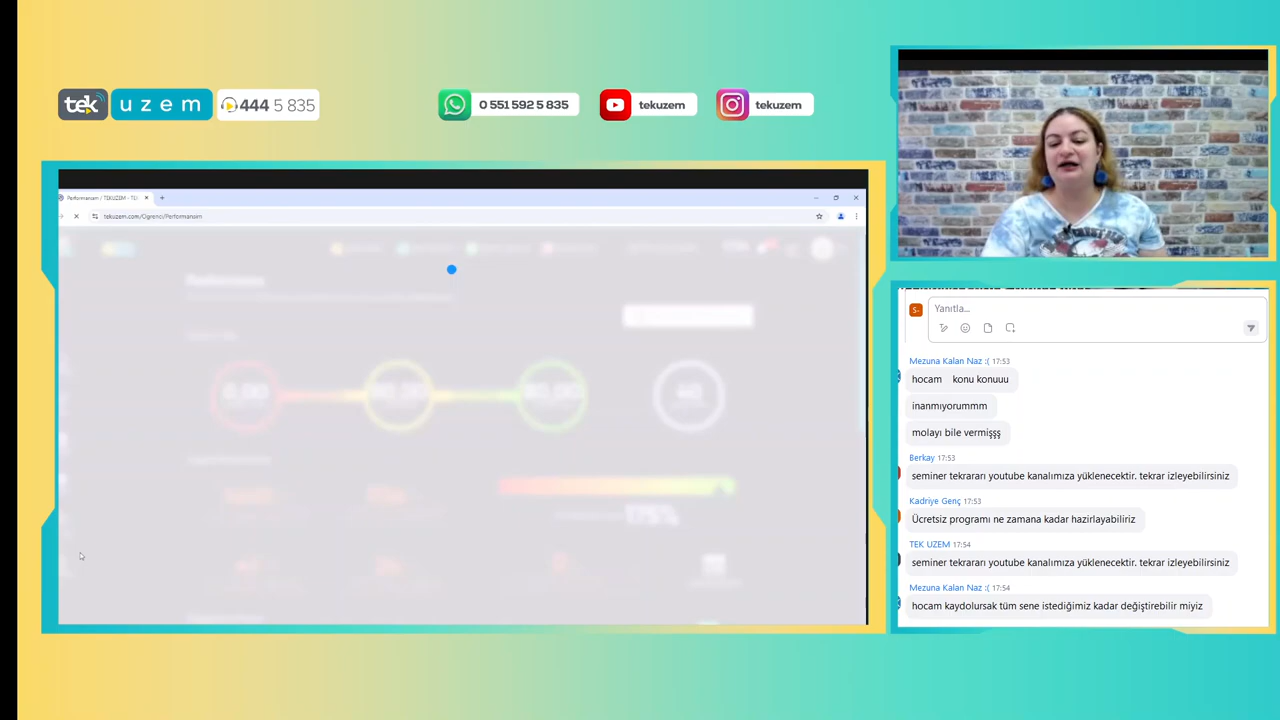 tek
uzem
444 5 835
0 551 592 5 835
tekuzem
tekuzem
Performansım / TEKUZEM - TE
tekuzem.com/Ogrenci/Performansim
S-
Yanıtla...
Mezuna Kalan Naz :( 17:53
hocam konu konuuu
inanmıyorummm
molayı bile vermişşş
Berkay 17:53
seminer tekrararı youtube kanalımıza yüklenecektir. tekrar izleyebilirsiniz
Kadriye Genç 17:53
Ücretsiz programı ne zamana kadar hazirlayabiliriz
TEK UZEM 17:54
seminer tekrararı youtube kanalımıza yüklenecektir. tekrar izleyebilirsiniz
Mezuna Kalan Naz :( 17:54
hocam kaydolursak tüm sene istediğimiz kadar değiştirebilir miyiz